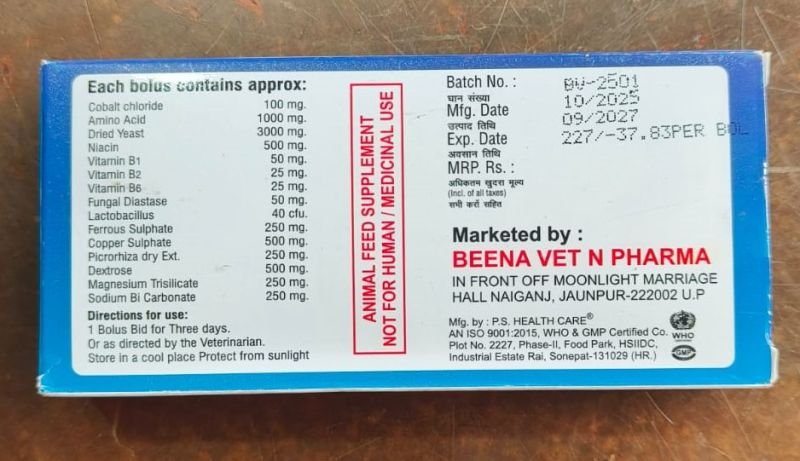 Each bolus contains approx:
Cobalt chloride 100 mg.
Amino Acid 1000 mg.
Dried Yeast 3000 mg.
Niacin 500 mg.
Vitamin B1 50 mg.
Vitamin B2 25 mg.
Vitamin B6 25 mg.
Fungal Diastase 50 mg.
Lactobacillus 40 cfu.
Ferrous Sulphate 250 mg.
Copper Sulphate 500 mg.
Picrorhiza dry Ext. 250 mg.
Dextrose 500 mg.
Magnesium Trisilicate 250 mg.
Sodium Bi Carbonate 250 mg.
Directions for use:
1 Bolus Bid for Three days.
Or as directed by the Veterinarian.
Store in a cool place Protect from sunlight
ANIMAL FEED SUPPLEMENT
NOT FOR HUMAN / MEDICINAL USE
Batch No. : BV-2501
घान संख्या
Mfg. Date 10/2025
उत्पाद तिथि 09/2027
Exp. Date 227/-37.83PER BOL
अवसान तिथि
MRP. Rs. :
अधिकतम खुदरा मूल्य
(Incl. of all taxes)
सभी करों सहित
Marketed by :
BEENA VET N PHARMA
IN FRONT OFF MOONLIGHT MARRIAGE
HALL NAIGANJ, JAUNPUR-222002 U.P
Mfg. by : P.S. HEALTH CARE®
AN ISO 9001:2015, WHO & GMP Certified Co.
Plot No. 2227, Phase-II, Food Park, HSIIDC,
Industrial Estate Rai, Sonepat-131029 (HR.)
WHO
GMP